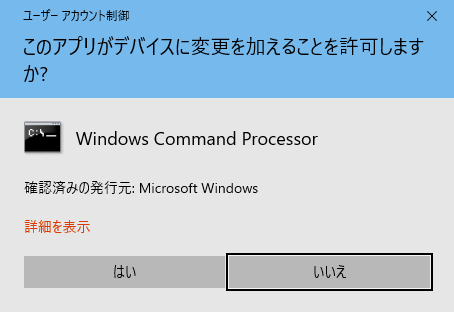 ユーザー アカウント制御
このアプリがデバイスに変更を加えることを許可します
か?
C:\
Windows Command Processor
確認済みの発行元: Microsoft Windows
詳細を表示
はい
いいえ